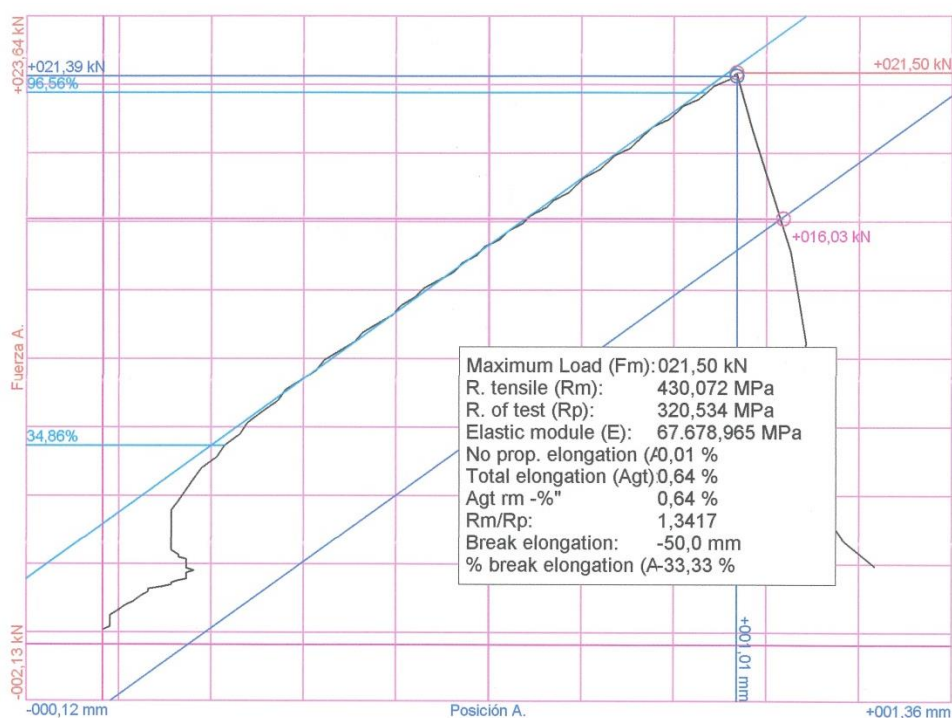 +023,64 kN
+021,39 kN
+021,50 kN
96,56%
+016,03 kN
Fuerza A.
Maximum Load (Fm): 021,50 kN
R. tensile (Rm): 430,072 MPa
R. of test (Rp): 320,534 MPa
34,86%
Elastic module (E): 67.678,965 MPa
No prop. elongation (A 0,01 %
Total elongation (Agt): 0,64 %
Agt rm -%" 0,64 %
Rm/Rp: 1,3417
Break elongation: -50,0 mm
% break elongation (A -33,33 %
-002,13 kN
+001,01 mm
-000,12 mm
Posición A.
+001,36 mm